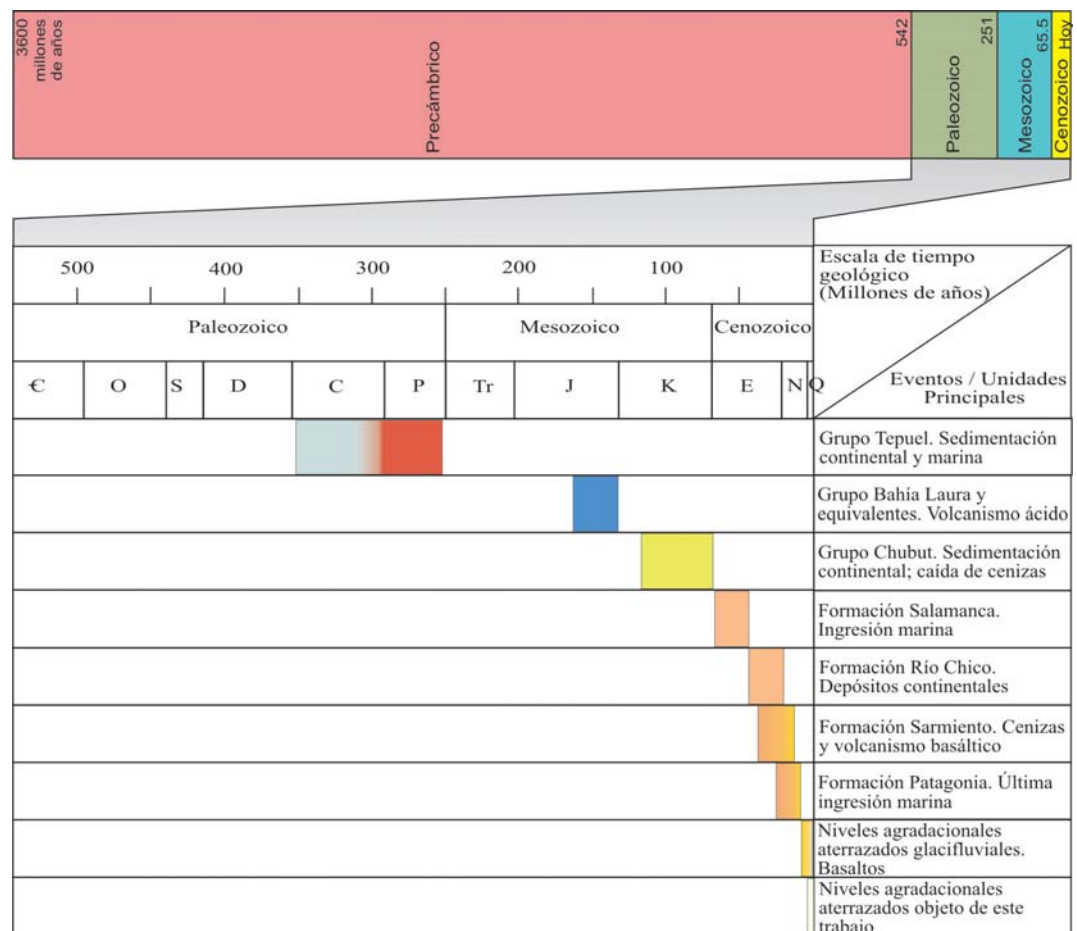 3600
millones
de años
Precámbrico
542
Paleozoico
251
Mesozoico
65.5
Cenozoico
Hoy
500 400 300 200 100
Escala de tiempo
geológico
(Millones de años)
Paleozoico Mesozoico Cenozoico
Є O S D C P Tr J K E N Q
Eventos / Unidades
Principales
Grupo Tepuel. Sedimentación
continental y marina
Grupo Bahía Laura y
equivalentes. Volcanismo ácido
Grupo Chubut. Sedimentación
continental; caída de cenizas
Formación Salamanca.
Ingresión marina
Formación Río Chico.
Depósitos continentales
Formación Sarmiento. Cenizas
y volcanismo basáltico
Formación Patagonia. Última
ingresión marina
Niveles agradacionales
aterrazados glacifluviales.
Basaltos
Niveles agradacionales
aterrazados objeto de este
trabajo